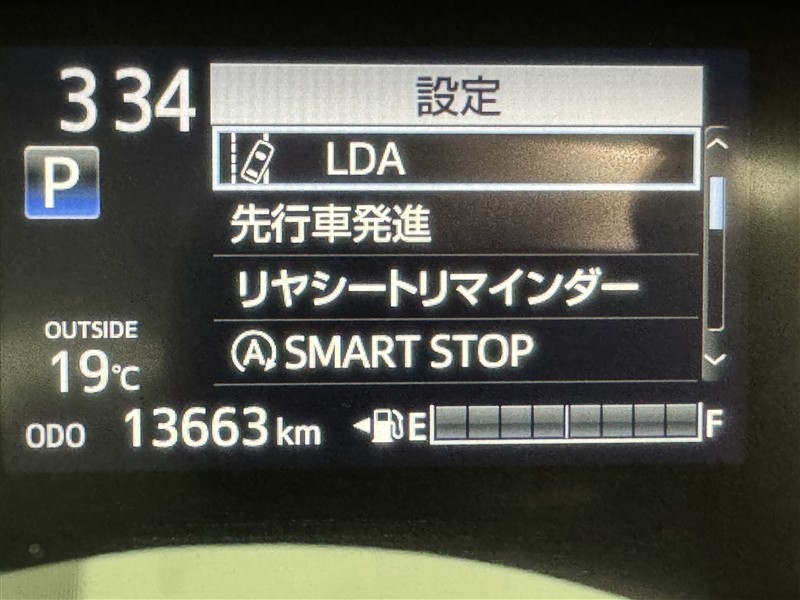 3 34
設定
P
LDA
先行車発進
リヤシートリマインダー
OUTSIDE
19℃
A SMART STOP
ODO 13663 km
E F